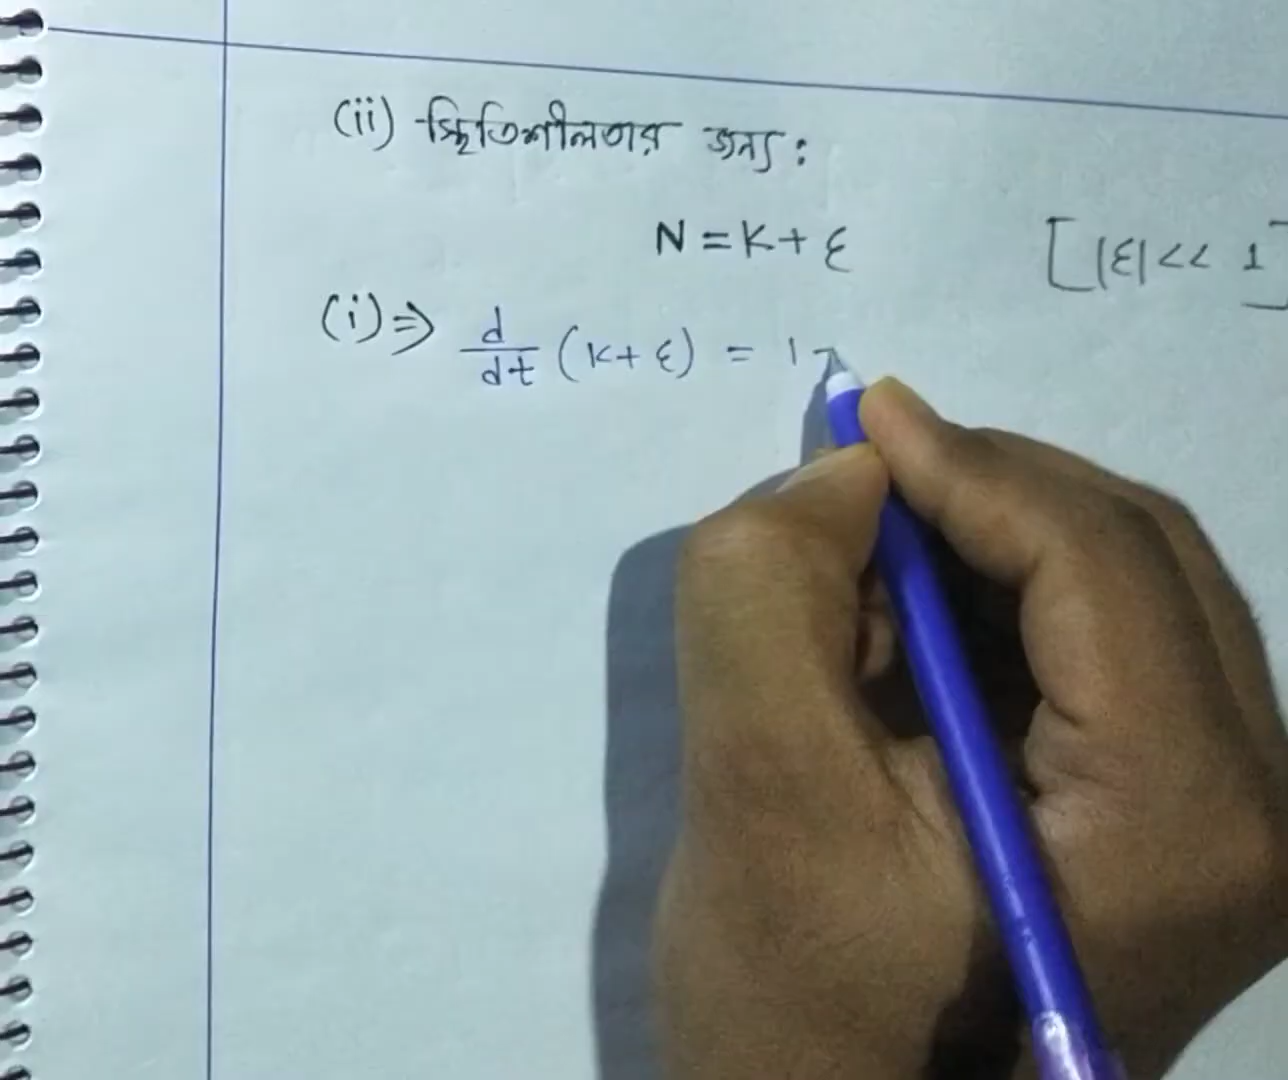 (ii) স্থিতিশীলতার জন্য :
N = K + ε [|ε| << 1]
(i) ⇒ d/dt (K + ε) = 1 -